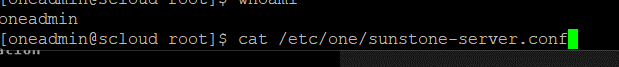 [oneadmin@scloud root]$ whoami
oneadmin
[oneadmin@scloud root]$ cat /etc/one/sunstone-server.conf